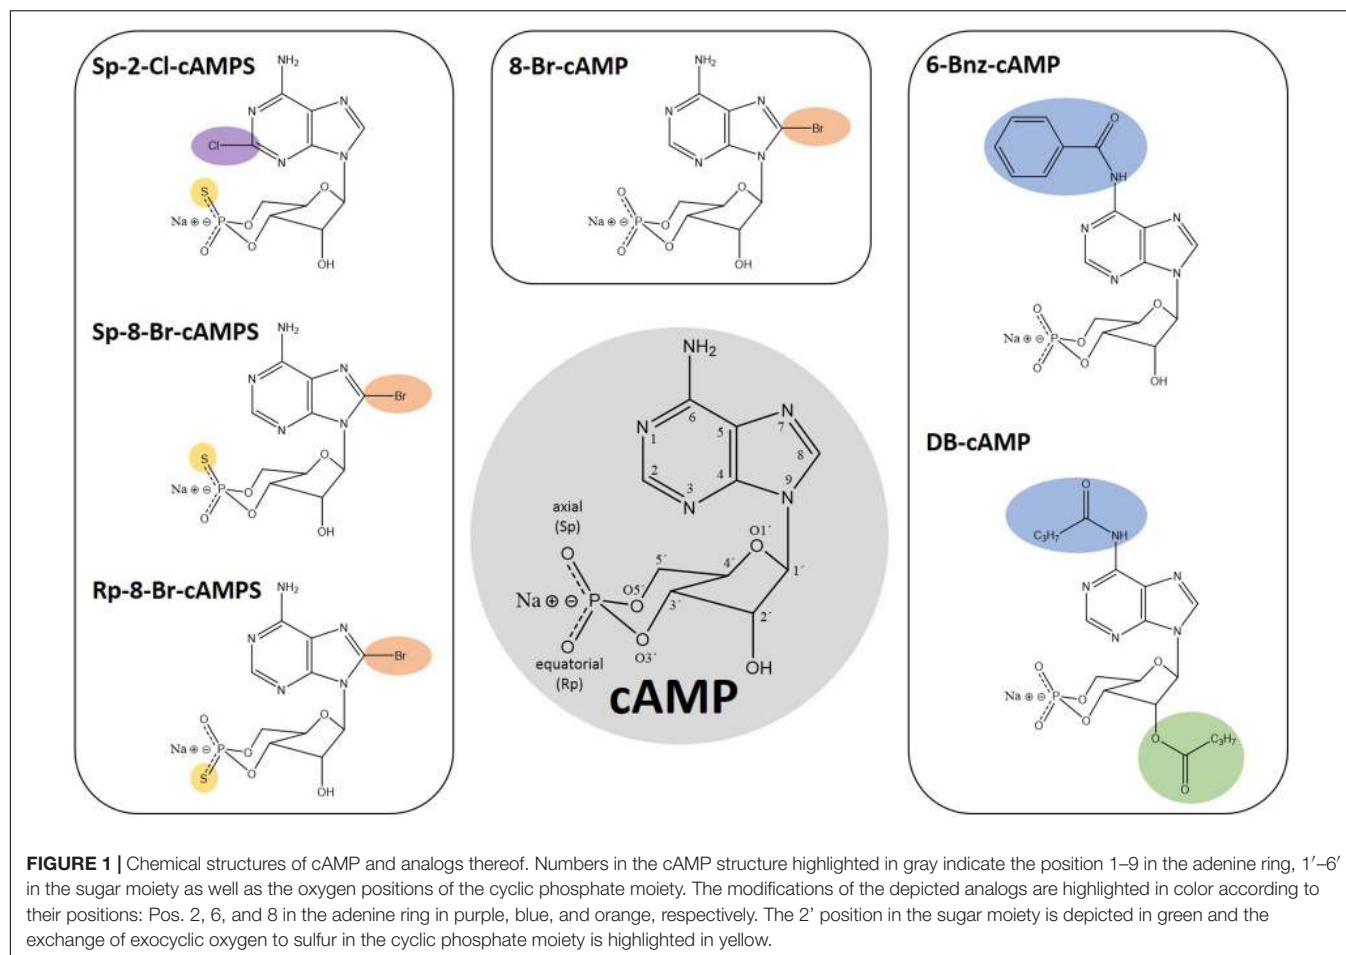 Sp-2-Cl-cAMPS
NH2
N
N
Cl
N
N
S
O
Na ⊕ ⊖ P O
O
O
OH
Sp-8-Br-cAMPS
NH2
N
N
Br
N
N
S
O
Na ⊕ ⊖ P O
O
O
OH
Rp-8-Br-cAMPS
NH2
N
N
Br
N
N
O
O
Na ⊕ ⊖ P O
O
S
OH
8-Br-cAMP
NH2
N
N
Br
N
N
O
O
Na ⊕ ⊖ P O
O
O
OH
NH2
6
N
N
1
5
7
8
2
4
9
3
N
N
axial
(Sp)
O1´
O
O
5´
4´
1´
O5´
Na ⊕ ⊖ P O
3´
2´
O
O
O3´
OH
equatorial
(Rp)
cAMP
6-Bnz-cAMP
O
NH
N
N
N
N
O
O
Na ⊕ ⊖ P O
O
O
OH
DB-cAMP
O
C3H7
NH
N
N
N
N
O
O
Na ⊕ ⊖ P O
O
O
O
C3H7
O
FIGURE 1 | Chemical structures of cAMP and analogs thereof. Numbers in the cAMP structure highlighted in gray indicate the position 1–9 in the adenine ring, 1′–6′
in the sugar moiety as well as the oxygen positions of the cyclic phosphate moiety. The modifications of the depicted analogs are highlighted in color according to
their positions: Pos. 2, 6, and 8 in the adenine ring in purple, blue, and orange, respectively. The 2' position in the sugar moiety is depicted in green and the
exchange of exocyclic oxygen to sulfur in the cyclic phosphate moiety is highlighted in yellow.